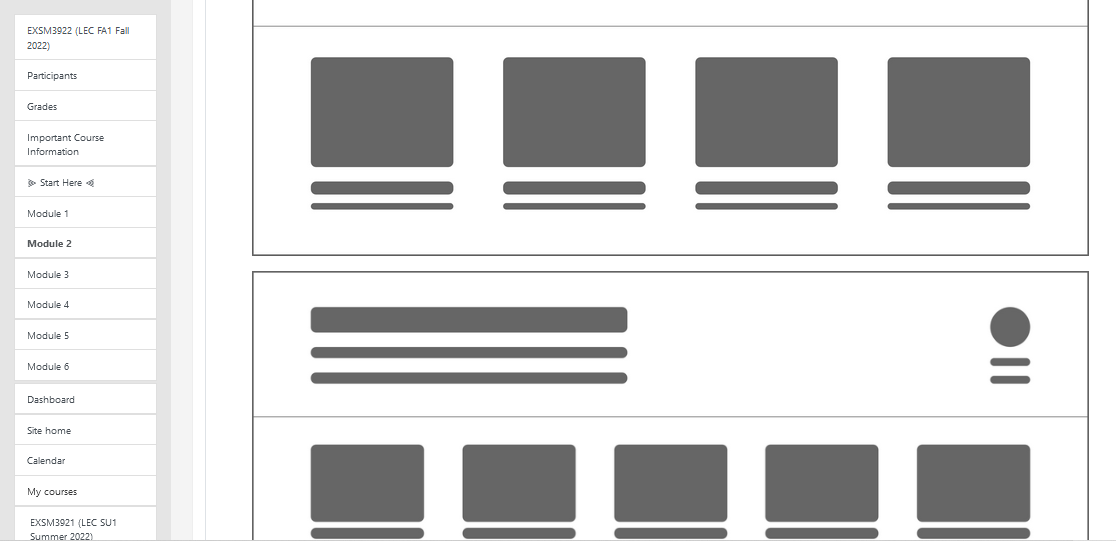 EXSM3922 (LEC FA1 Fall
2022)
Participants
Grades
Important Course
Information
⫸ Start Here ⫷
Module 1
Module 2
Module 3
Module 4
Module 5
Module 6
Dashboard
Site home
Calendar
My courses
EXSM3921 (LEC SU1
Summer 2022)